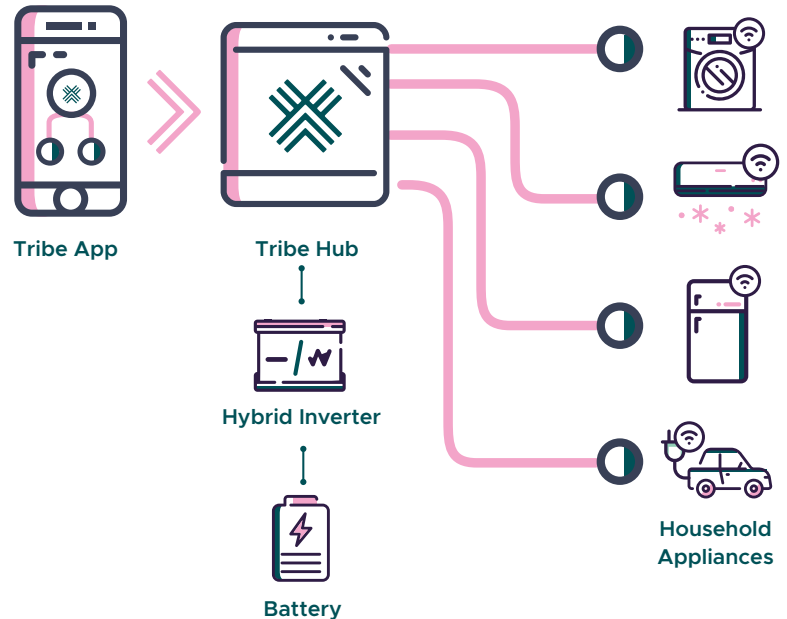 Tribe App
Tribe Hub
Hybrid Inverter
Battery
Household
Appliances